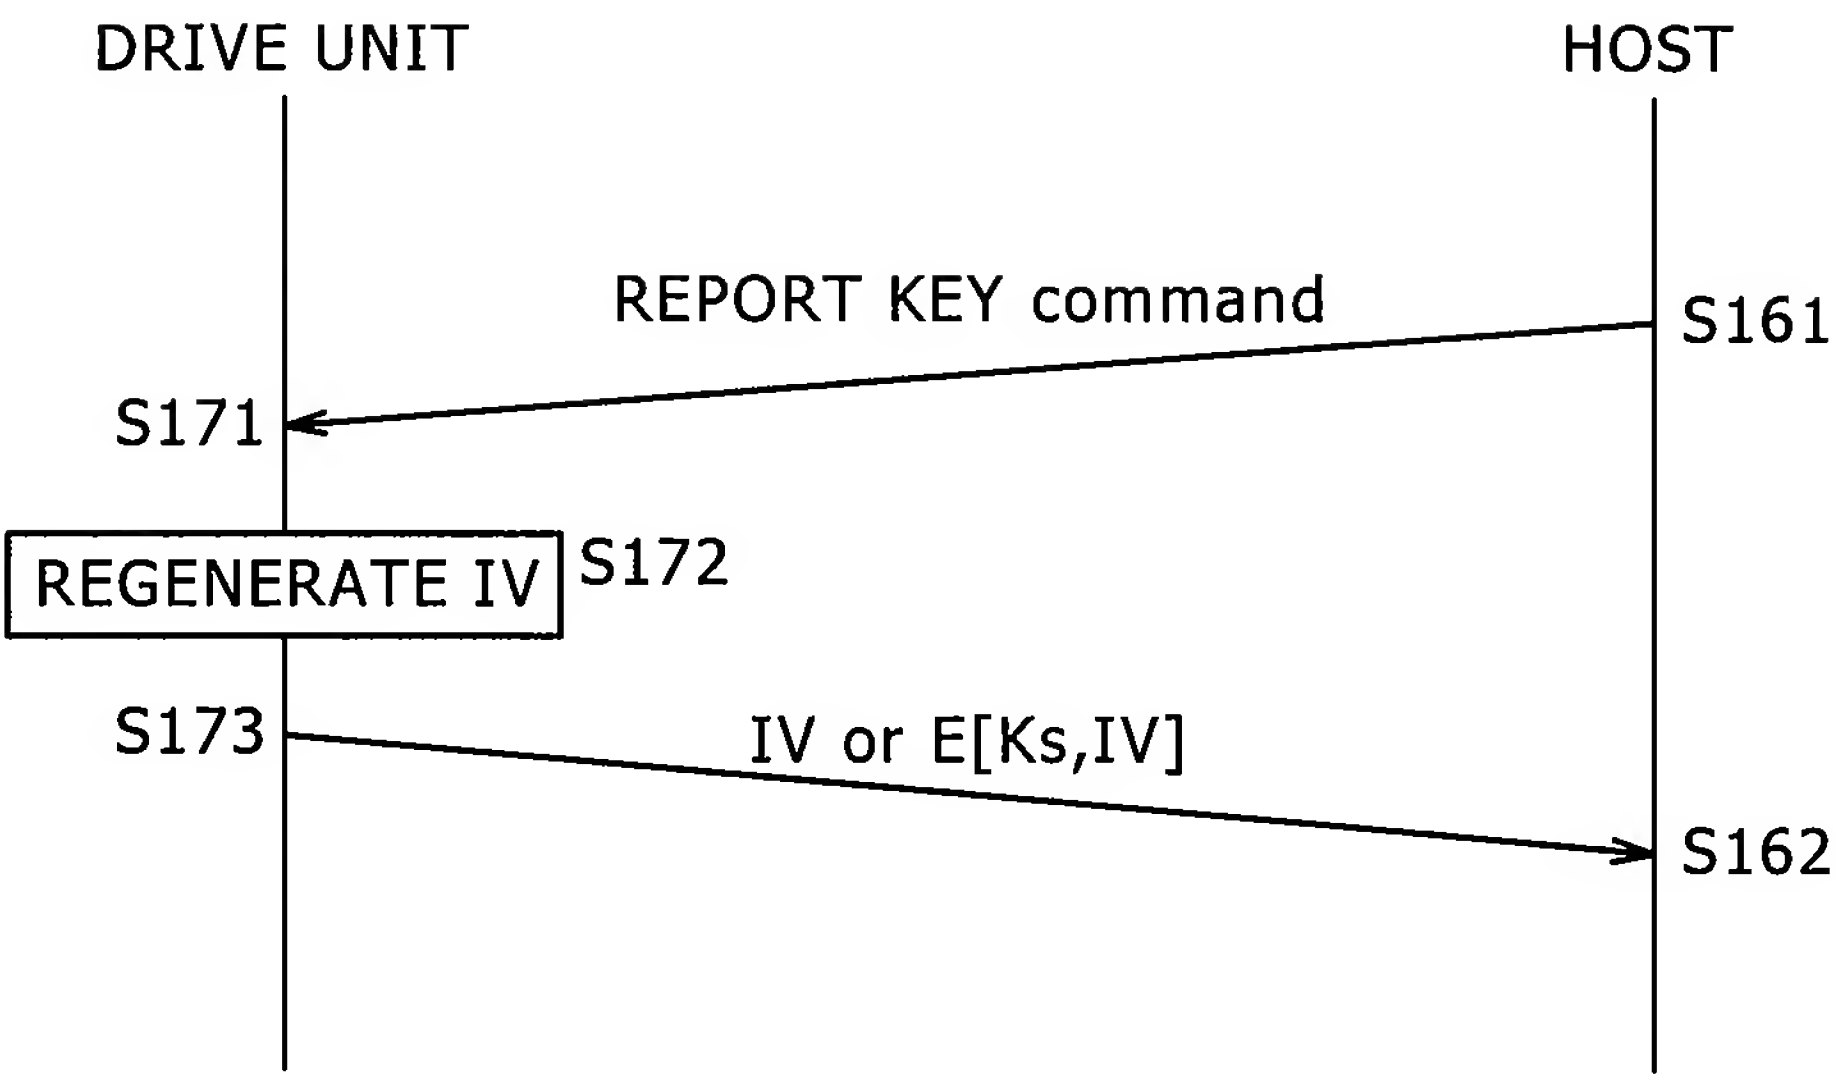 DRIVE UNIT
HOST
REPORT KEY command
S161
S171
REGENERATE IV
S172
S173
IV or E[Ks,IV]
S162